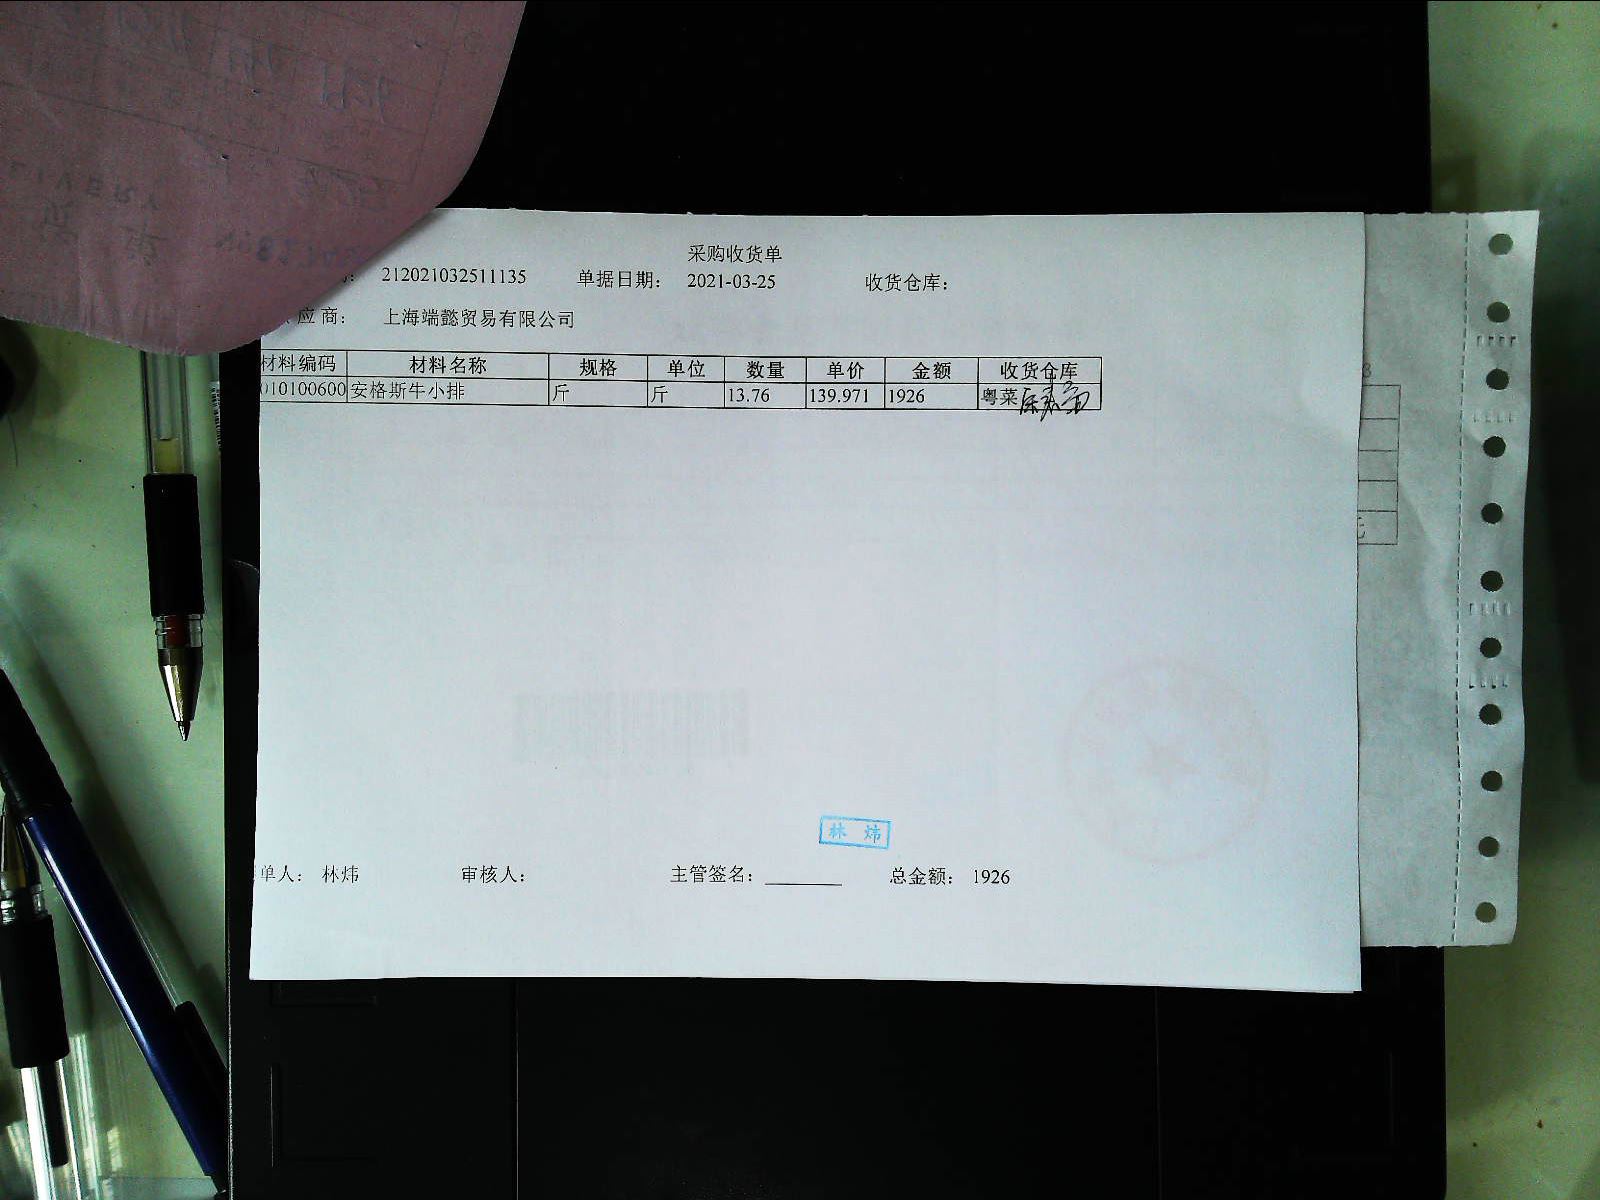 采购收货单
212021032511135 单据日期： 2021-03-25 收货仓库：
应商： 上海端懿贸易有限公司
材料编码 材料名称 规格 单位 数量 单价 金额 收货仓库
010100600 安格斯牛小排 斤 斤 13.76 139.971 1926 粤菜
林 炜
单人： 林炜 审核人： 主管签名： 总金额： 1926